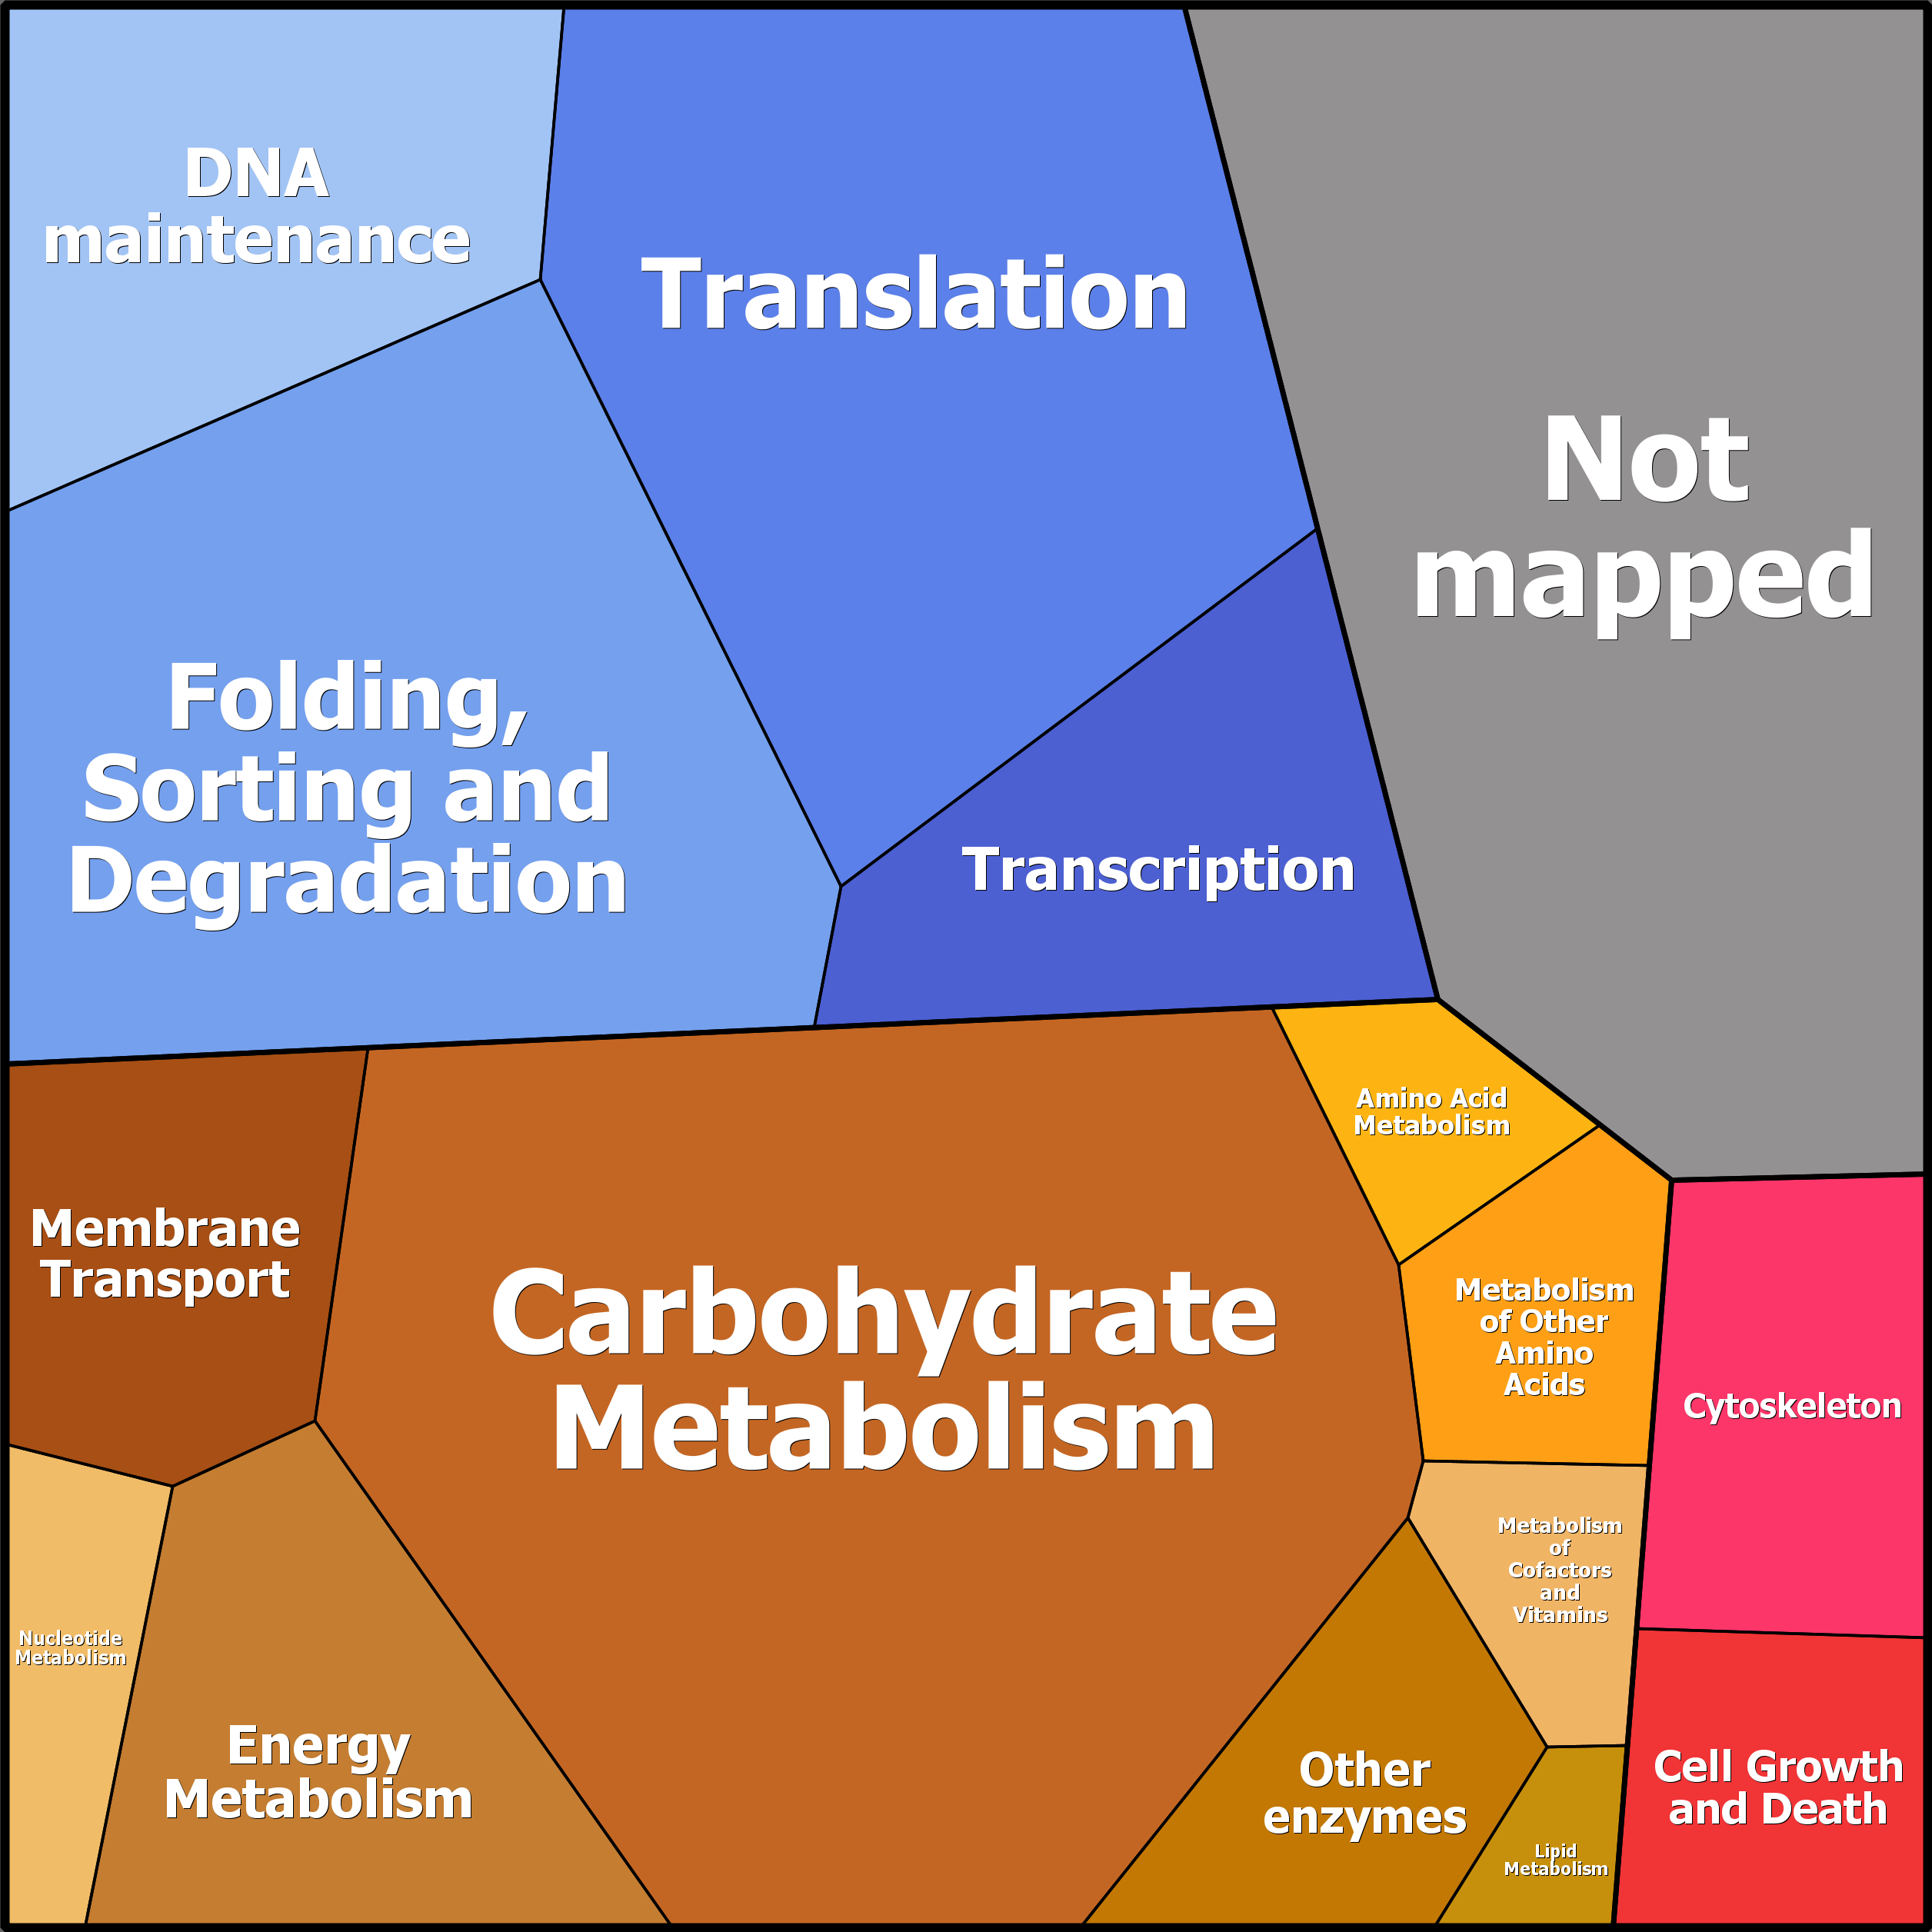 DNA
maintenance
Translation
Not
mapped
Folding,
Sorting and
Degradation
Transcription
Amino Acid
Metabolism
Membrane
Transport
Carbohydrate
Metabolism
Metabolism
of Other
Amino
Acids
Cytoskeleton
Metabolism
of
Cofactors
and
Vitamins
Nucleotide
Metabolism
Energy
Metabolism
Other
enzymes
Lipid
Metabolism
Cell Growth
and Death